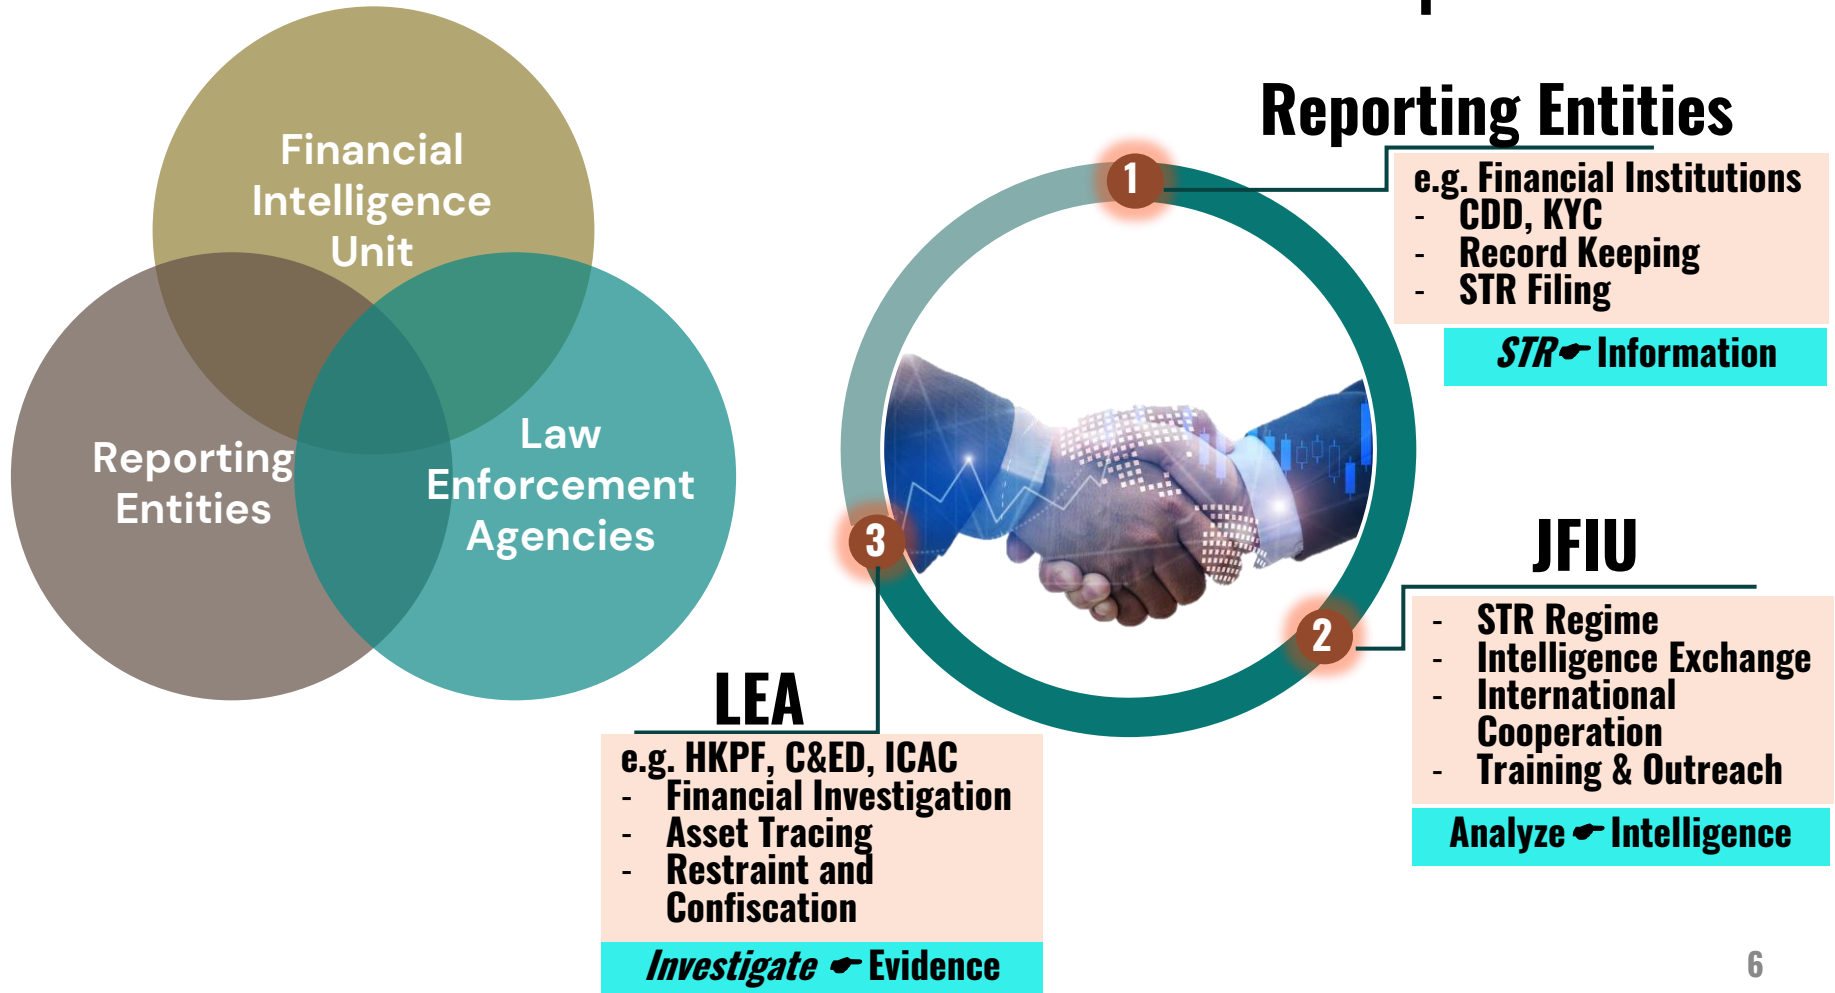 Financial
Intelligence
Unit
Reporting
Entities
Law
Enforcement
Agencies
Reporting Entities
1
e.g. Financial Institutions
- CDD, KYC
- Record Keeping
- STR Filing
STR☛ Information
JFIU
2
- STR Regime
- Intelligence Exchange
- International
Cooperation
- Training & Outreach
Analyze ☛ Intelligence
3
LEA
e.g. HKPF, C&ED, ICAC
- Financial Investigation
- Asset Tracing
- Restraint and
Confiscation
Investigate ☛ Evidence
6